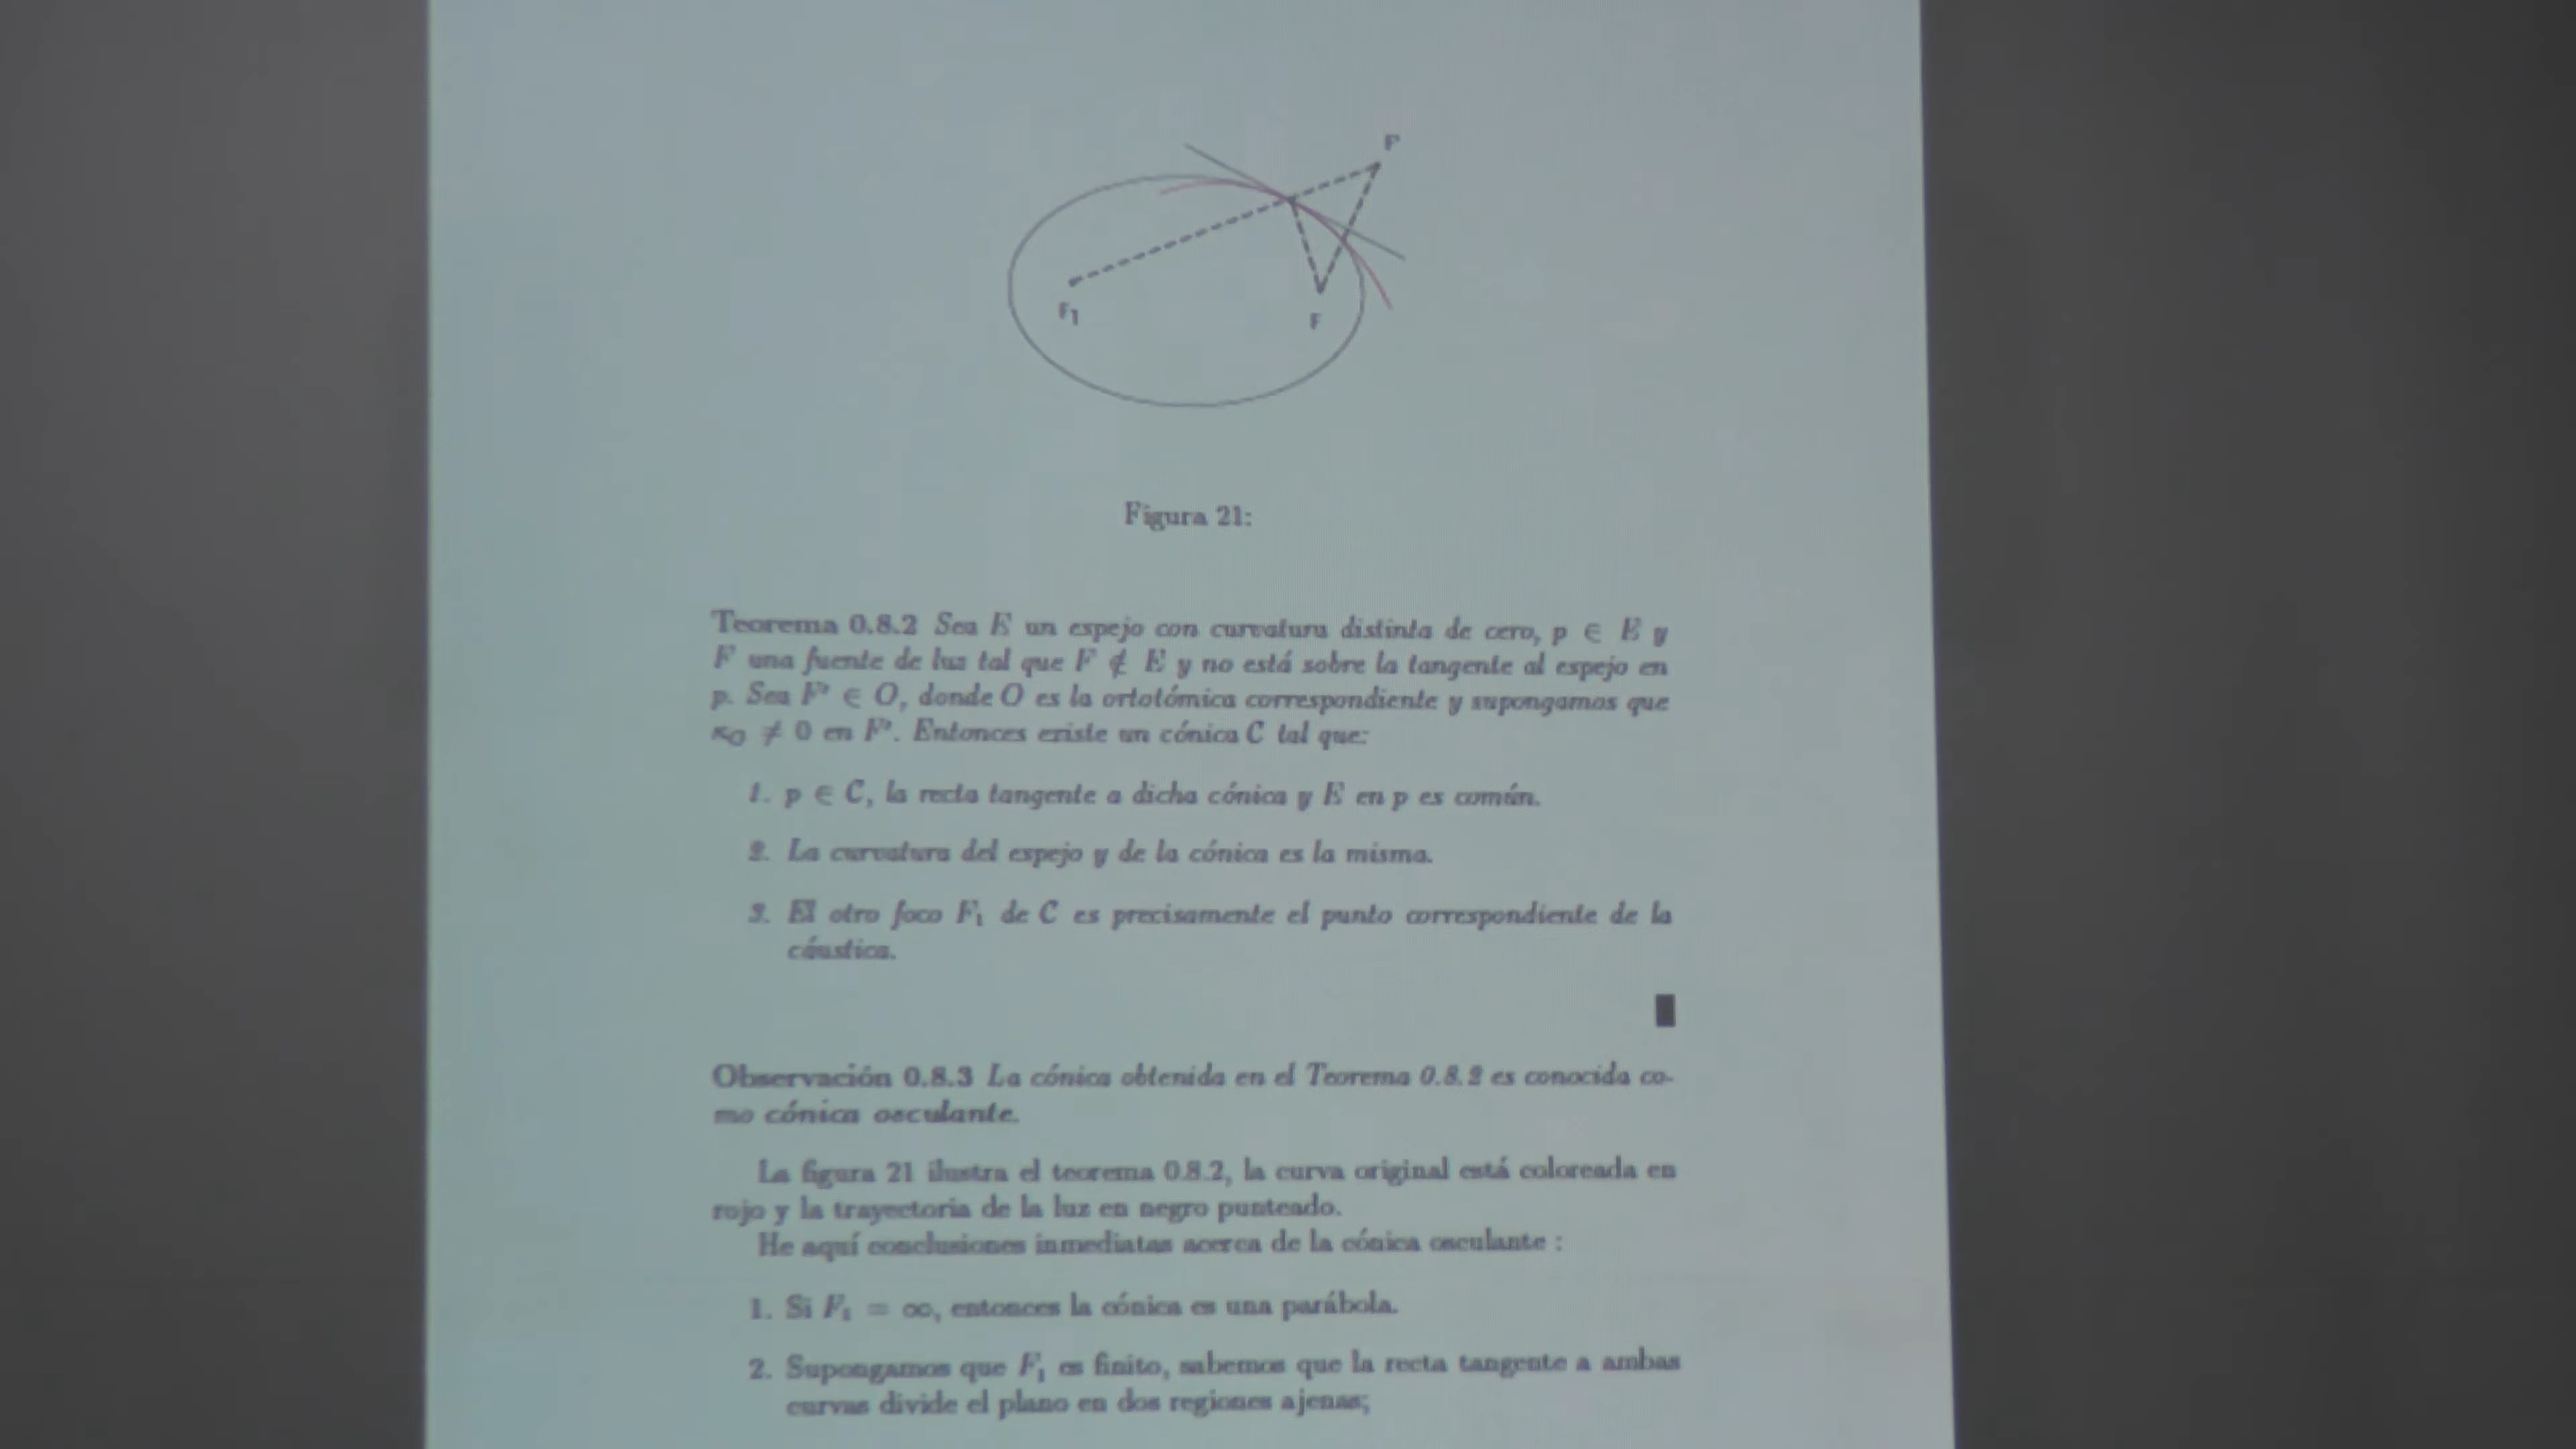 F'
F₁
F
Figura 21:
Teorema 0.8.2 Sea E un espejo con curvatura distinta de cero, p ∈ E y
F una fuente de luz tal que F ∉ E y no está sobre la tangente al espejo en
p. Sea F' ∈ O, donde O es la ortotómica correspondiente y supongamos que
κ_O ≠ 0 en F'. Entonces existe un cónica C tal que:
1. p ∈ C, la recta tangente a dicha cónica y E en p es común.
2. La curvatura del espejo y de la cónica es la misma.
3. El otro foco F₁ de C es precisamente el punto correspondiente de la
cáustica.
Observación 0.8.3 La cónica obtenida en el Teorema 0.8.2 es conocida co-
mo cónica osculante.
La figura 21 ilustra el teorema 0.8.2, la curva original está coloreada en
rojo y la trayectoria de la luz en negro punteado.
He aquí conclusiones inmediatas acerca de la cónica osculante :
1. Si F₁ = ∞, entonces la cónica es una parábola.
2. Supongamos que F₁ es finito, sabemos que la recta tangente a ambas
curvas divide el plano en dos regiones ajenas;